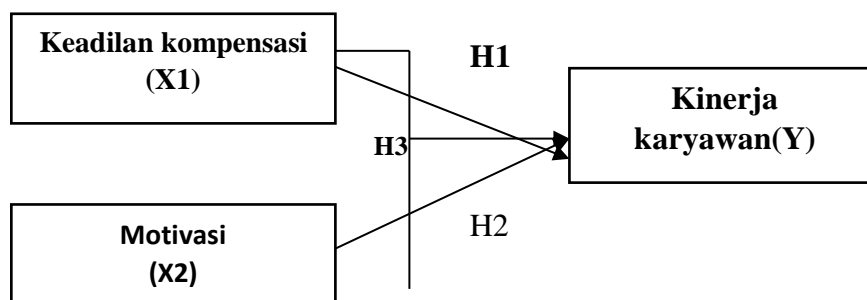 Keadilan kompensasi
(X1)
H1
Kinerja
karyawan(Y)
H3
Motivasi
(X2)
H2